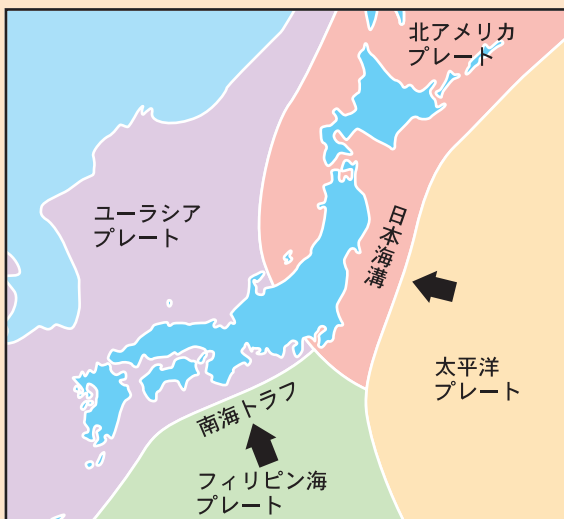 北アメリカ
プレート
ユーラシア
プレート
日本海溝
太平洋
プレート
南海トラフ
フィリピン海
プレート